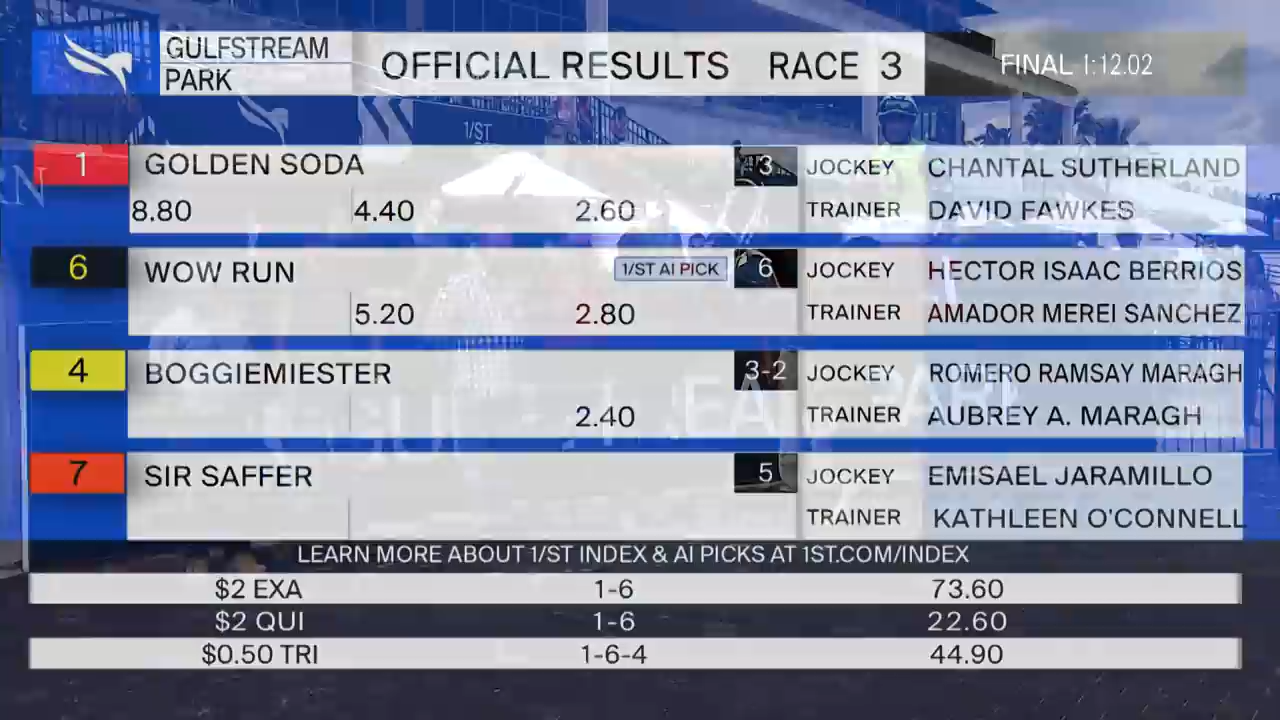 GULFSTREAM
PARK
OFFICIAL RESULTS RACE 3
FINAL 1:12.02
1/ST
1 GOLDEN SODA 3 JOCKEY CHANTAL SUTHERLAND
8.80 4.40 2.60 TRAINER DAVID FAWKES
6 WOW RUN 1/ST AI PICK 6 JOCKEY HECTOR ISAAC BERRIOS
5.20 2.80 TRAINER AMADOR MEREI SANCHEZ
4 BOGGIEMIESTER 3-2 JOCKEY ROMERO RAMSAY MARAGH
2.40 TRAINER AUBREY A. MARAGH
7 SIR SAFFER 5 JOCKEY EMISAEL JARAMILLO
TRAINER KATHLEEN O'CONNELL
LEARN MORE ABOUT 1/ST INDEX & AI PICKS AT 1ST.COM/INDEX
$2 EXA 1-6 73.60
$2 QUI 1-6 22.60
$0.50 TRI 1-6-4 44.90